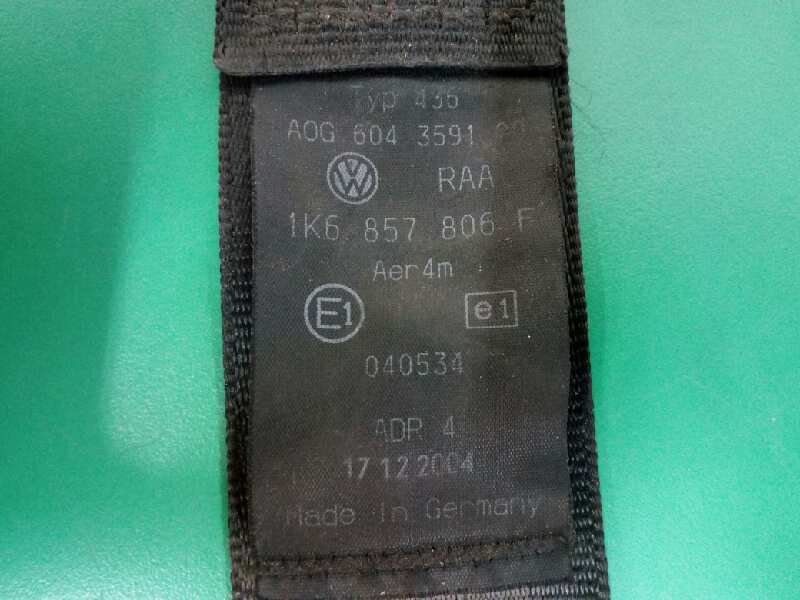 Typ 435
AOG 604 3591
VW RAA
1K6 857 806 F
Aer4m
E1 e1
040534
ADR 4
17 12 2004
Made in Germany